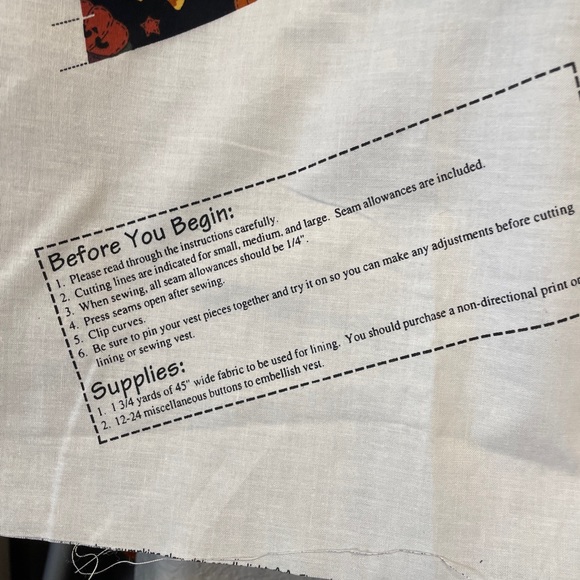 Before You Begin:
1. Please read through the instructions carefully.
2. Cutting lines are indicated for small, medium, and large. Seam allowances are included.
3. When sewing, all seam allowances should be 1/4".
4. Press seams open after sewing.
5. Clip curves.
6. Be sure to pin your vest pieces together and try it on so you can make any adjustments before cutting
lining or sewing vest.
Supplies:
1. 1 3/4 yards of 45" wide fabric to be used for lining. You should purchase a non-directional print or
2. 12-24 miscellaneous buttons to embellish vest.